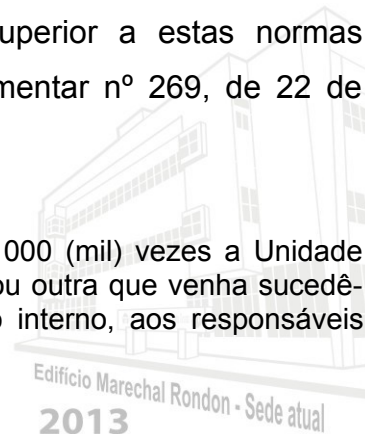 uperior a estas normas
mentar nº 269, de 22 de
000 (mil) vezes a Unidade
ou outra que venha sucedê-
o interno, aos responsáveis
Edifício Marechal Rondon - Sede atual
2013